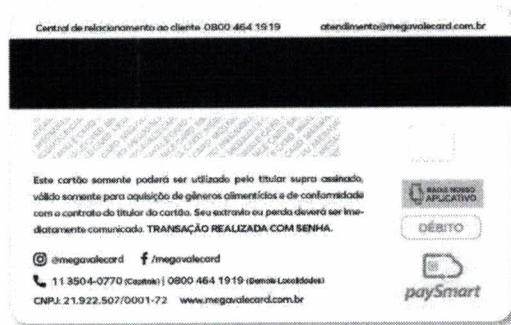 Central de relacionamento ao cliente 0800 464 1919 atendimento@megavalecard.com.br
Este cartão somente poderá ser utilizado pelo titular supra assinado,
válido somente para aquisição de gêneros alimentícios e de conformidade
com o contrato do titular do cartão. Seu extravio ou perda deverá ser ime-
diatamente comunicado. TRANSAÇÃO REALIZADA COM SENHA.
BAIXE NOSSO
APLICATIVO
DÉBITO
@megavalecard /megavalecard
11 3504-0770 (Capitais) | 0800 464 1919 (Demais Localidades)
CNPJ: 21.922.507/0001-72 www.megavalecard.com.br
paySmart